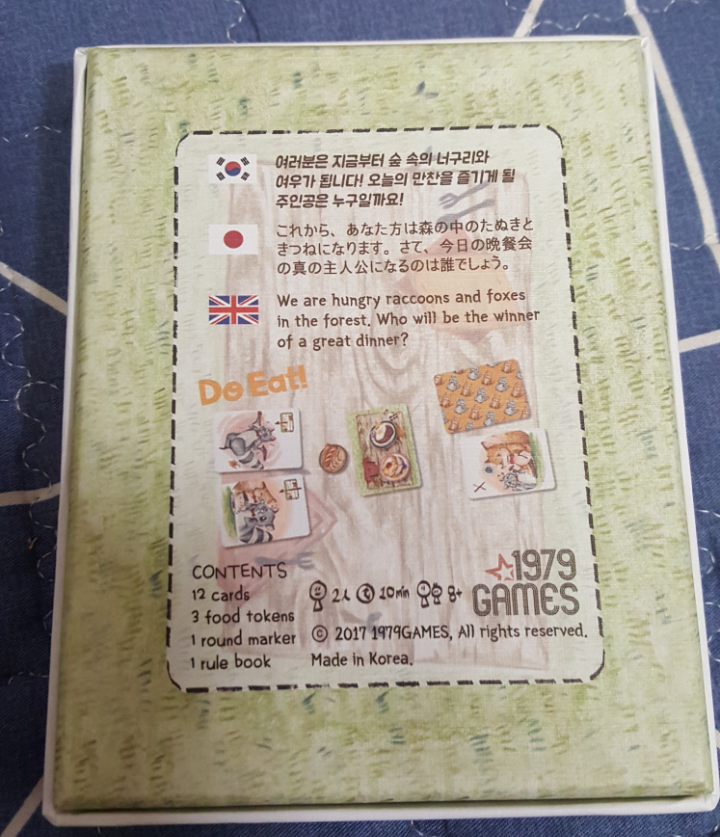 여러분은 지금부터 숲 속의 너구리와
여우가 됩니다! 오늘의 만찬을 즐기게 될
주인공은 누구일까요!
これから、あなた方は森の中のたぬきと
きつねになります。さて、今日の晩餐会
の真の主人公になるのは誰でしょう。
We are hungry raccoons and foxes
in the forest. Who will be the winner
of a great dinner?
Do Eat!
CONTENTS
12 cards
3 food tokens
1 round marker
1 rule book
10min
8+
1979
GAMES
© 2017 1979GAMES, All rights reserved.
Made in Korea.